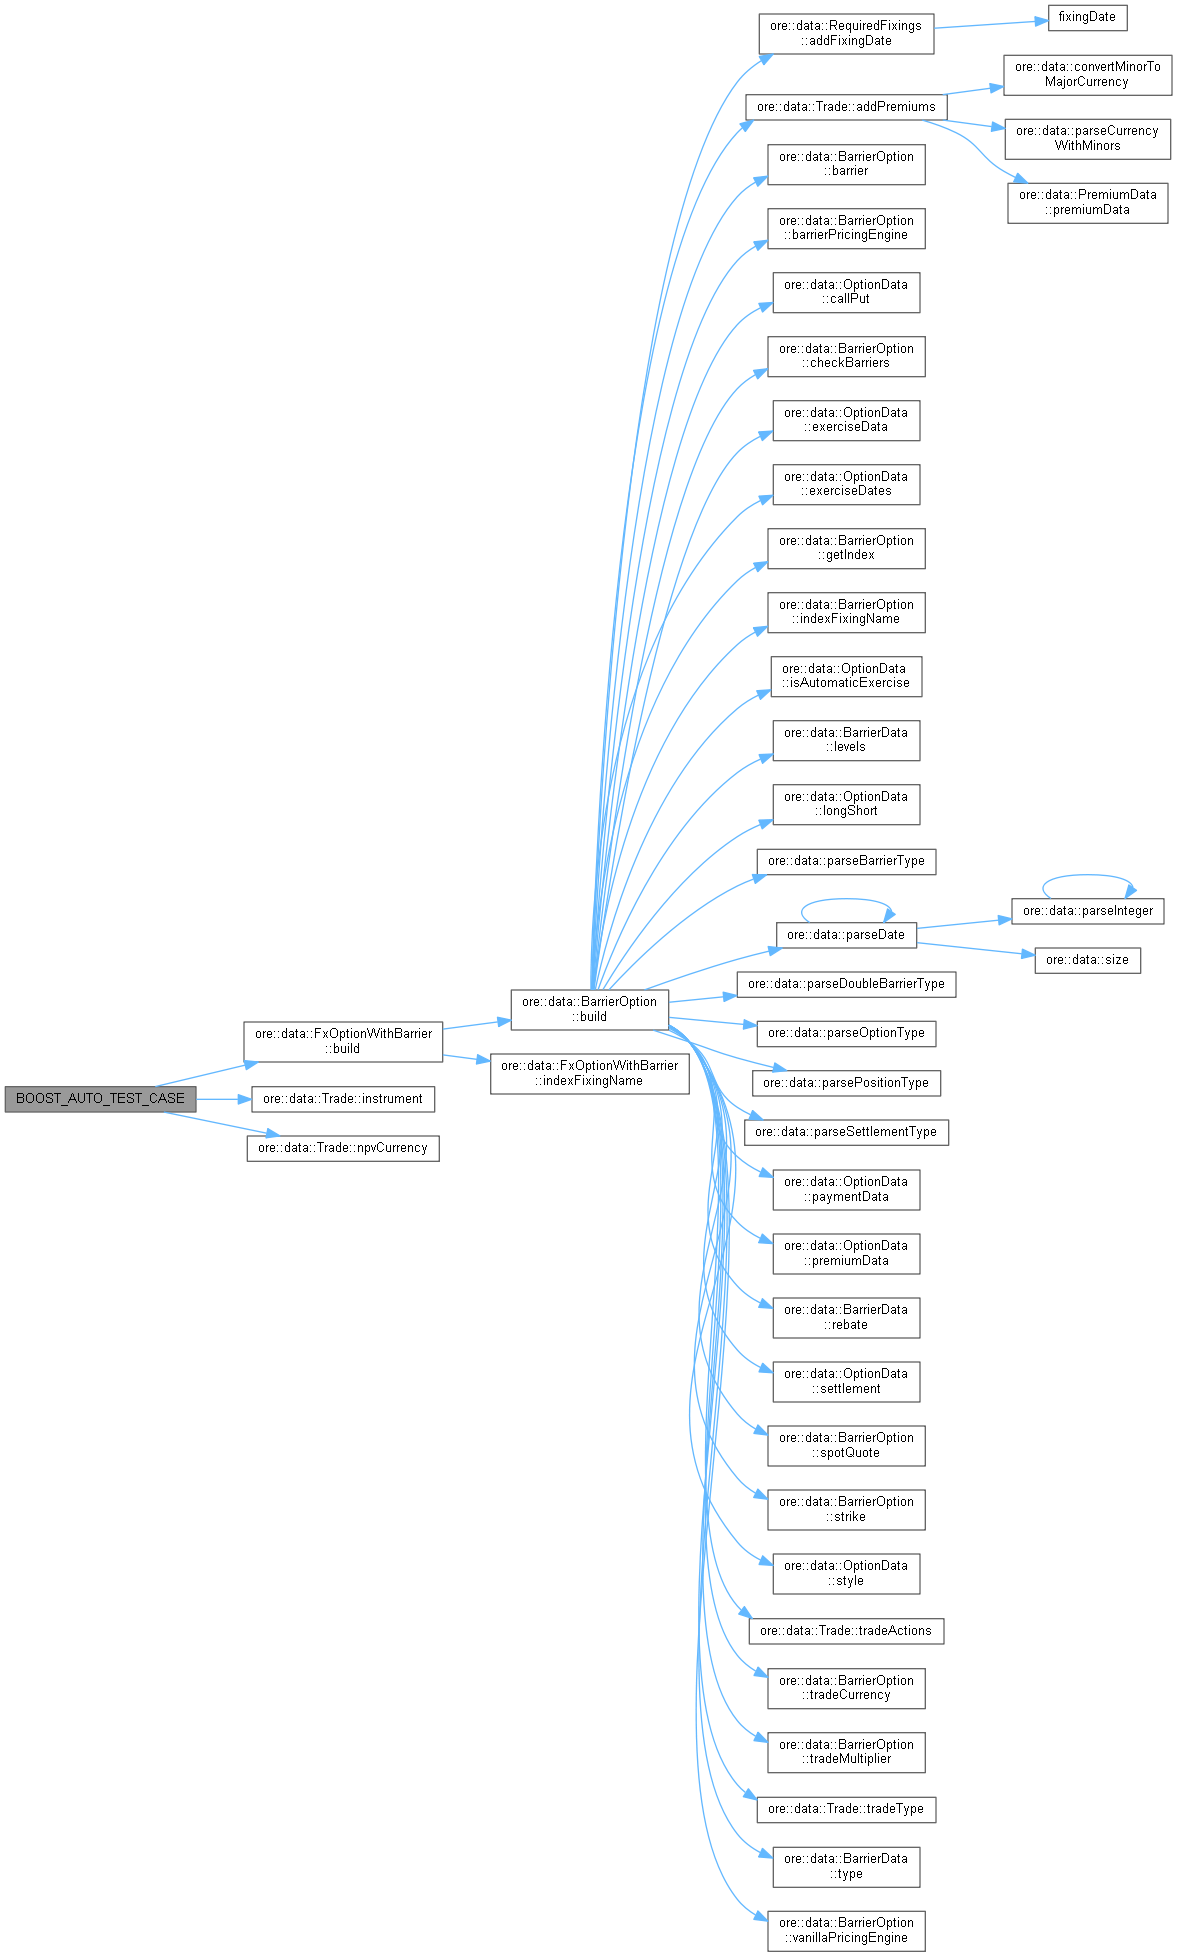 ore::data::RequiredFixings
::addFixingDate
fixingDate
ore::data::convertMinorTo
MajorCurrency
ore::data::Trade::addPremiums
ore::data::parseCurrency
WithMinors
ore::data::BarrierOption
::barrier
ore::data::PremiumData
::premiumData
ore::data::BarrierOption
::barrierPricingEngine
ore::data::OptionData
::callPut
ore::data::BarrierOption
::checkBarriers
ore::data::OptionData
::exerciseData
ore::data::OptionData
::exerciseDates
ore::data::BarrierOption
::getIndex
ore::data::BarrierOption
::indexFixingName
ore::data::OptionData
::isAutomaticExercise
ore::data::BarrierData
::levels
ore::data::OptionData
::longShort
ore::data::parseBarrierType
ore::data::parseDate
ore::data::parseInteger
ore::data::size
ore::data::parseDoubleBarrierType
ore::data::BarrierOption
::build
ore::data::FxOptionWithBarrier
::build
ore::data::parseOptionType
ore::data::FxOptionWithBarrier
::indexFixingName
ore::data::parsePositionType
BOOST_AUTO_TEST_CASE
ore::data::Trade::instrument
ore::data::Trade::npvCurrency
ore::data::parseSettlementType
ore::data::OptionData
::paymentData
ore::data::OptionData
::premiumData
ore::data::BarrierData
::rebate
ore::data::OptionData
::settlement
ore::data::BarrierOption
::spotQuote
ore::data::BarrierOption
::strike
ore::data::OptionData
::style
ore::data::Trade::tradeActions
ore::data::BarrierOption
::tradeCurrency
ore::data::BarrierOption
::tradeMultiplier
ore::data::Trade::tradeType
ore::data::BarrierData
::type
ore::data::BarrierOption
::vanillaPricingEngine